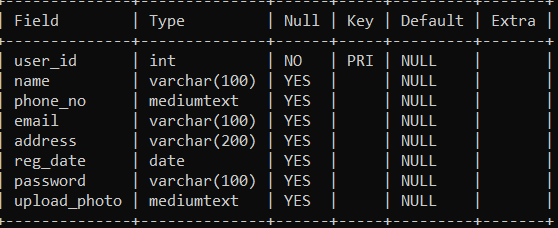 Field | Type | Null | Key | Default | Extra
user_id | int | NO | PRI | NULL |
name | varchar(100) | YES | | NULL |
phone_no | mediumtext | YES | | NULL |
email | varchar(100) | YES | | NULL |
address | varchar(200) | YES | | NULL |
reg_date | date | YES | | NULL |
password | varchar(100) | YES | | NULL |
upload_photo | mediumtext | YES | | NULL |